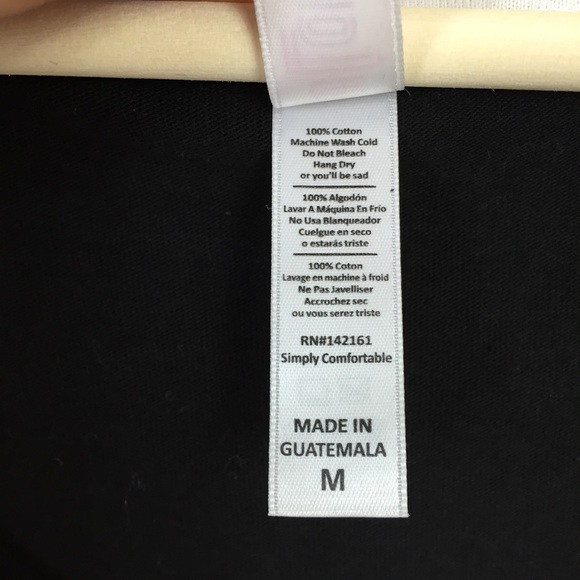 100% Cotton
Machine Wash Cold
Do Not Bleach
Hang Dry
or you'll be sad
100% Algodón
Lavar A Máquina En Frío
No Usa Blanqueador
Cuelgue en seco
o estarás triste
100% Coton
Lavage en machine à froid
Ne Pas Javelliser
Accrochez sec
ou vous serez triste
RN#142161
Simply Comfortable
MADE IN
GUATEMALA
M